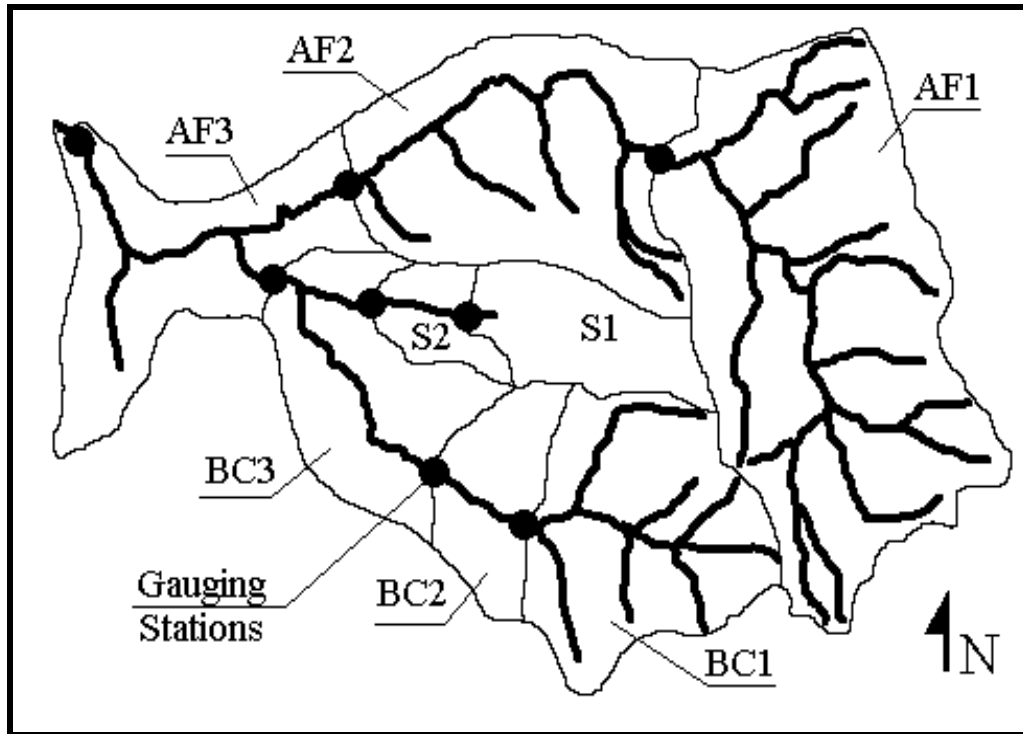 AF2
AF1
AF3
S2
S1
BC3
Gauging
Stations
BC2
BC1
N